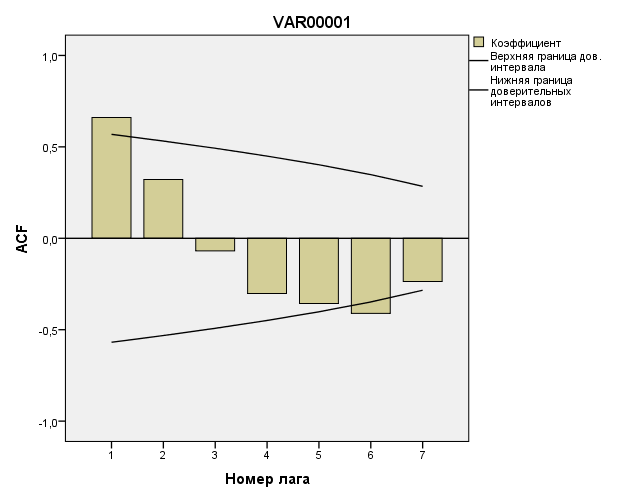 VAR00001
Коэффициент
Верхняя граница дов.
интервала
Нижняя граница
доверительных
интервалов
ACF
1,0
0,5
0,0
-0,5
-1,0
1 2 3 4 5 6 7
Номер лага